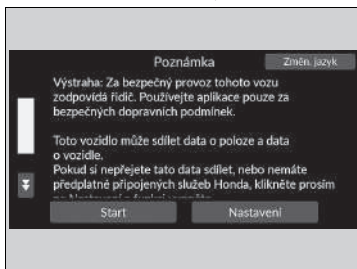 Poznámka
Změn. jazyk
Výstraha: Za bezpečný provoz tohoto vozu
zodpovídá řidič. Používejte aplikace pouze za
bezpečných dopravních podmínek.
Toto vozidlo může sdílet data o poloze a data
o vozidle.
Pokud si nepřejete tato data sdílet, nebo nemáte
předplatné připojených služeb Honda, klikněte prosím
Start
Nastavení